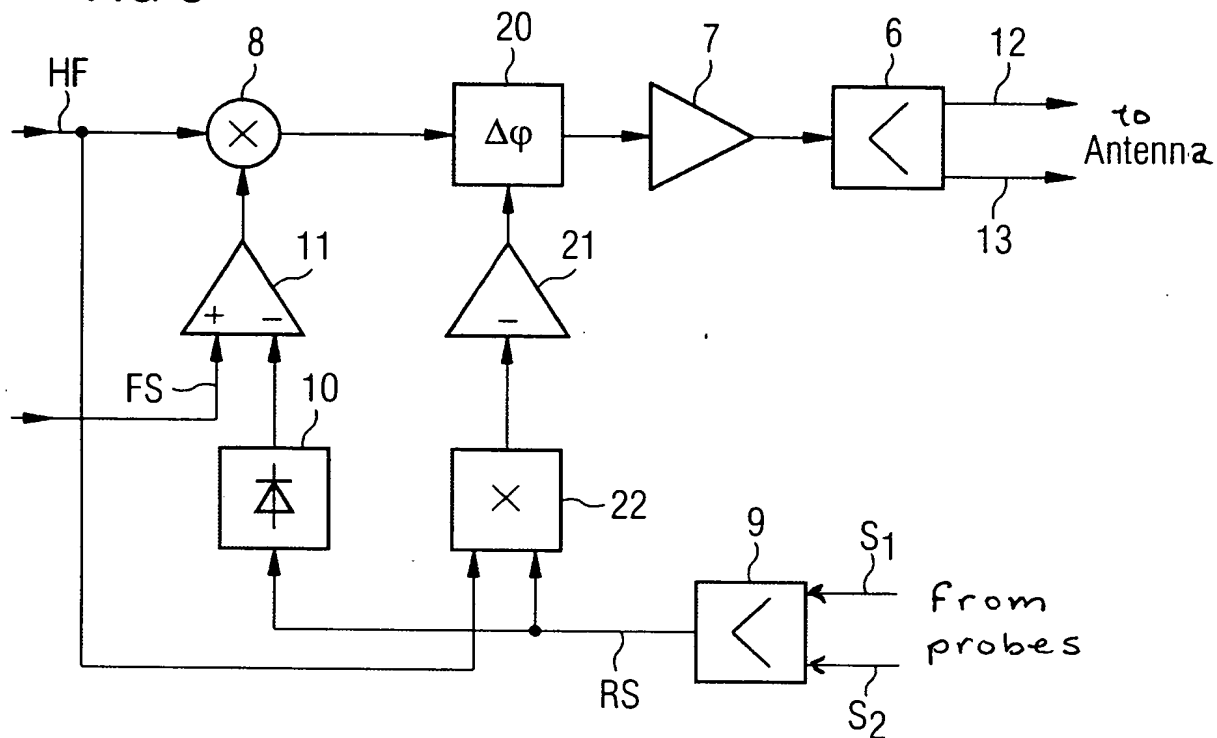 8
20
7
6
12
HF
×
Δφ
to
Antenna
13
11
21
+ −
−
FS
10
×
22
9
S1
from
probes
RS
S2